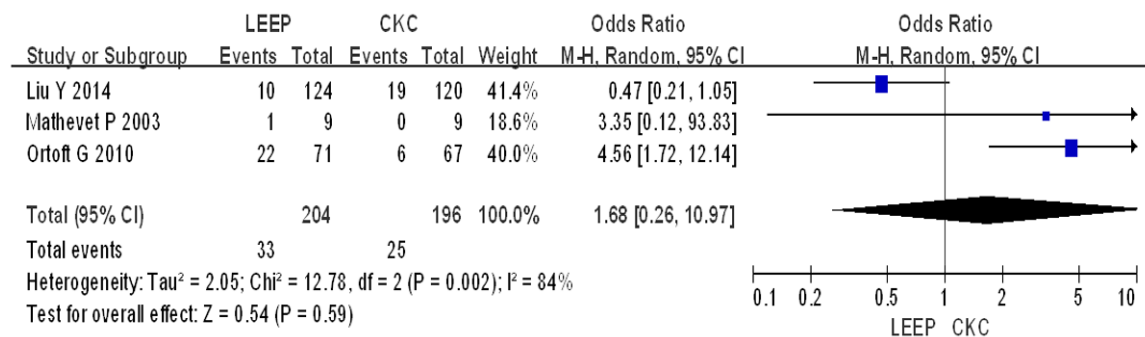 LEEP CKC Odds Ratio Odds Ratio
Study or Subgroup Events Total Events Total Weight M-H, Random, 95% CI M-H, Random, 95% CI
Liu Y 2014 10 124 19 120 41.4% 0.47 [0.21, 1.05]
Mathevet P 2003 1 9 0 9 18.6% 3.35 [0.12, 93.83]
Ortoft G 2010 22 71 6 67 40.0% 4.56 [1.72, 12.14]
Total (95% CI) 204 196 100.0% 1.68 [0.26, 10.97]
Total events 33 25
Heterogeneity: Tau² = 2.05; Chi² = 12.78, df = 2 (P = 0.002); I² = 84%
Test for overall effect: Z = 0.54 (P = 0.59)
0.1 0.2 0.5 1 2 5 10
LEEP CKC